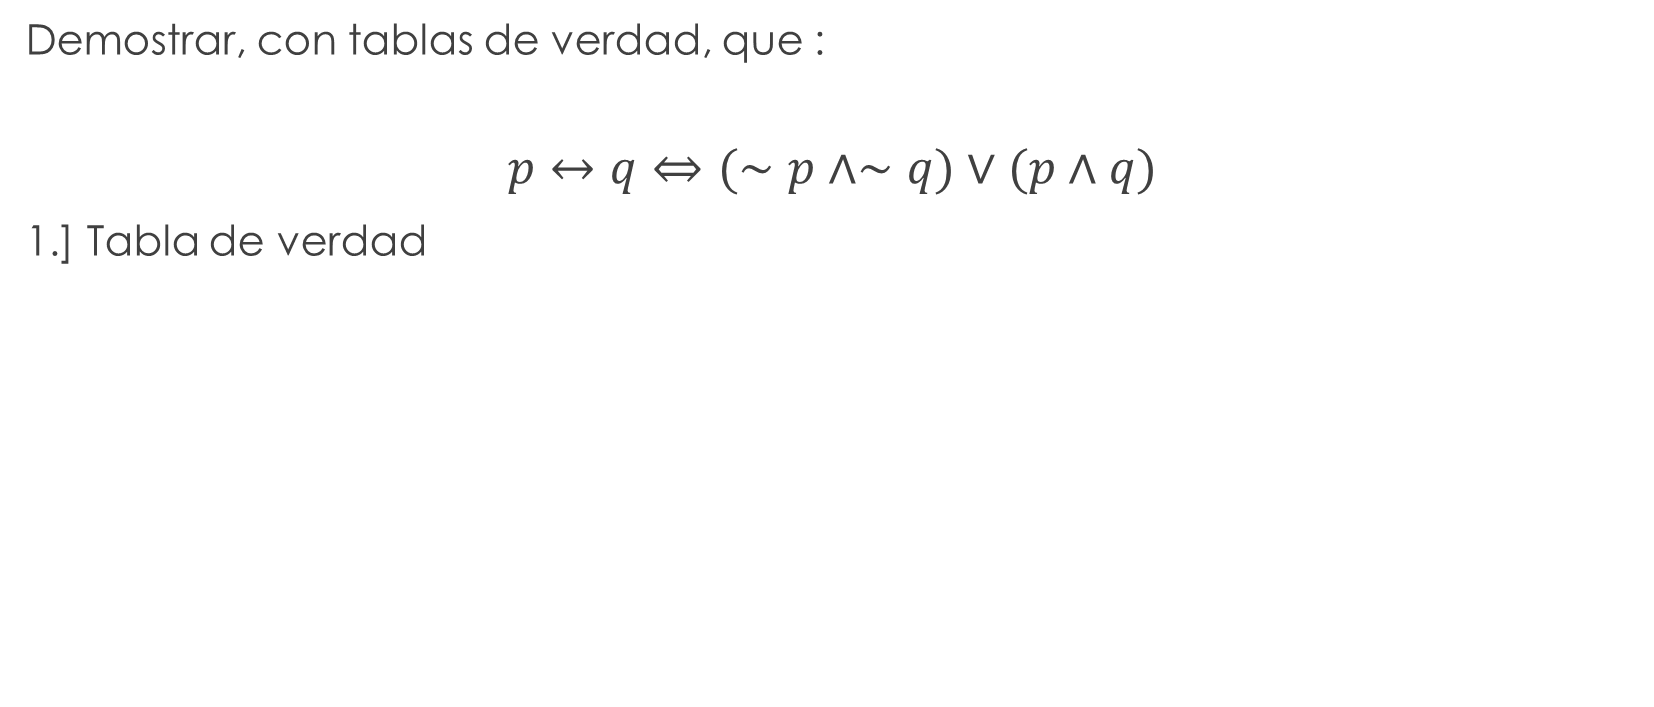 Demostrar, con tablas de verdad, que :
p ↔ q ⇔ (~ p ∧~ q) ∨ (p ∧ q)
1.] Tabla de verdad